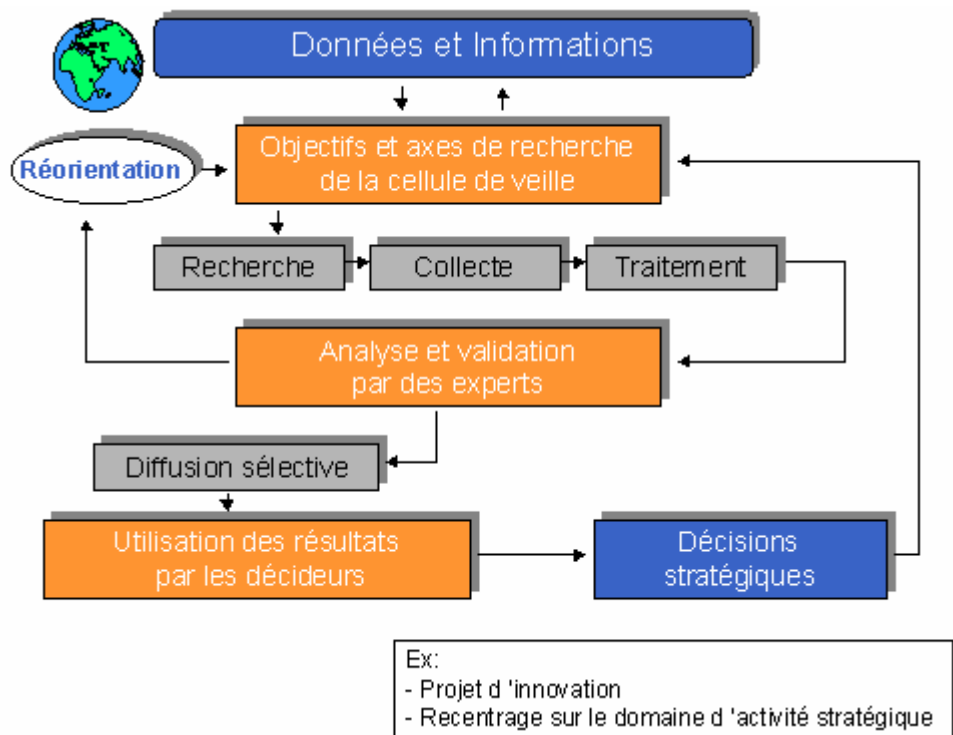 Données et Informations
Objectifs et axes de recherche
de la cellule de veille
Réorientation
Recherche
Collecte
Traitement
Analyse et validation
par des experts
Diffusion sélective
Utilisation des résultats
par les décideurs
Décisions
stratégiques
Ex:
- Projet d 'innovation
- Recentrage sur le domaine d 'activité stratégique